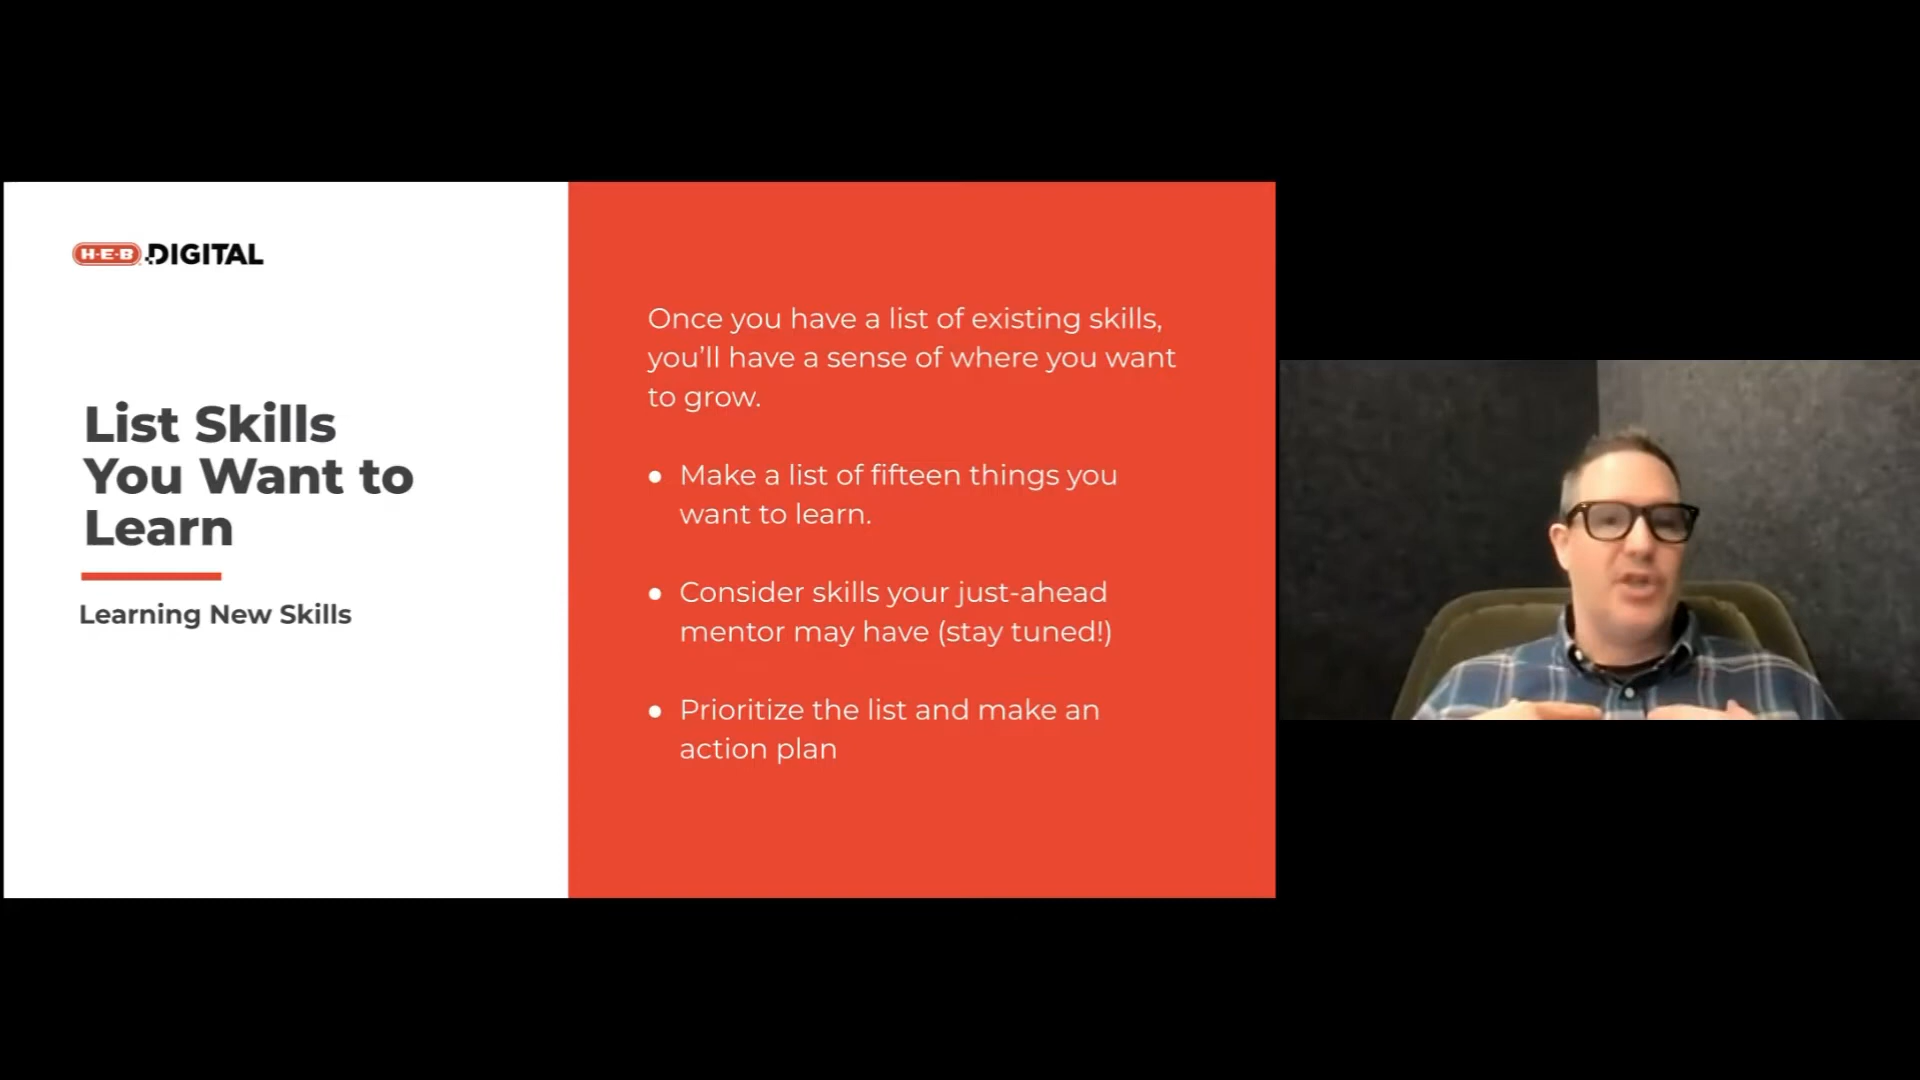 H-E-B DIGITAL
List Skills
You Want to
Learn
Learning New Skills
Once you have a list of existing skills,
you'll have a sense of where you want
to grow.
● Make a list of fifteen things you
want to learn.
● Consider skills your just-ahead
mentor may have (stay tuned!)
● Prioritize the list and make an
action plan